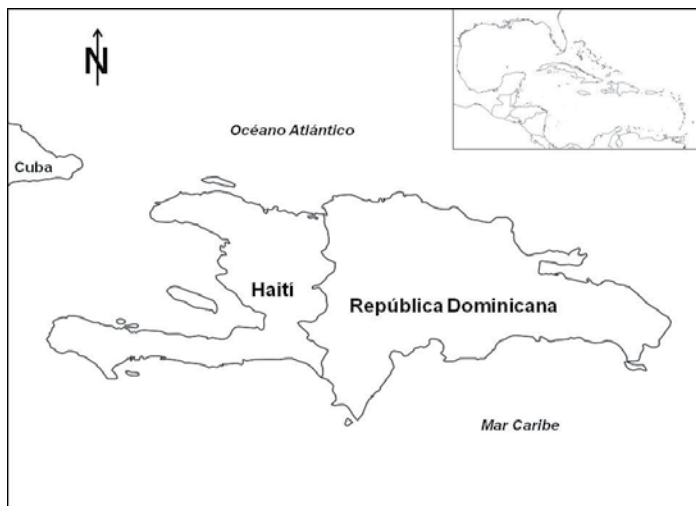 N
Océano Atlántico
Cuba
Haití
República Dominicana
Mar Caribe